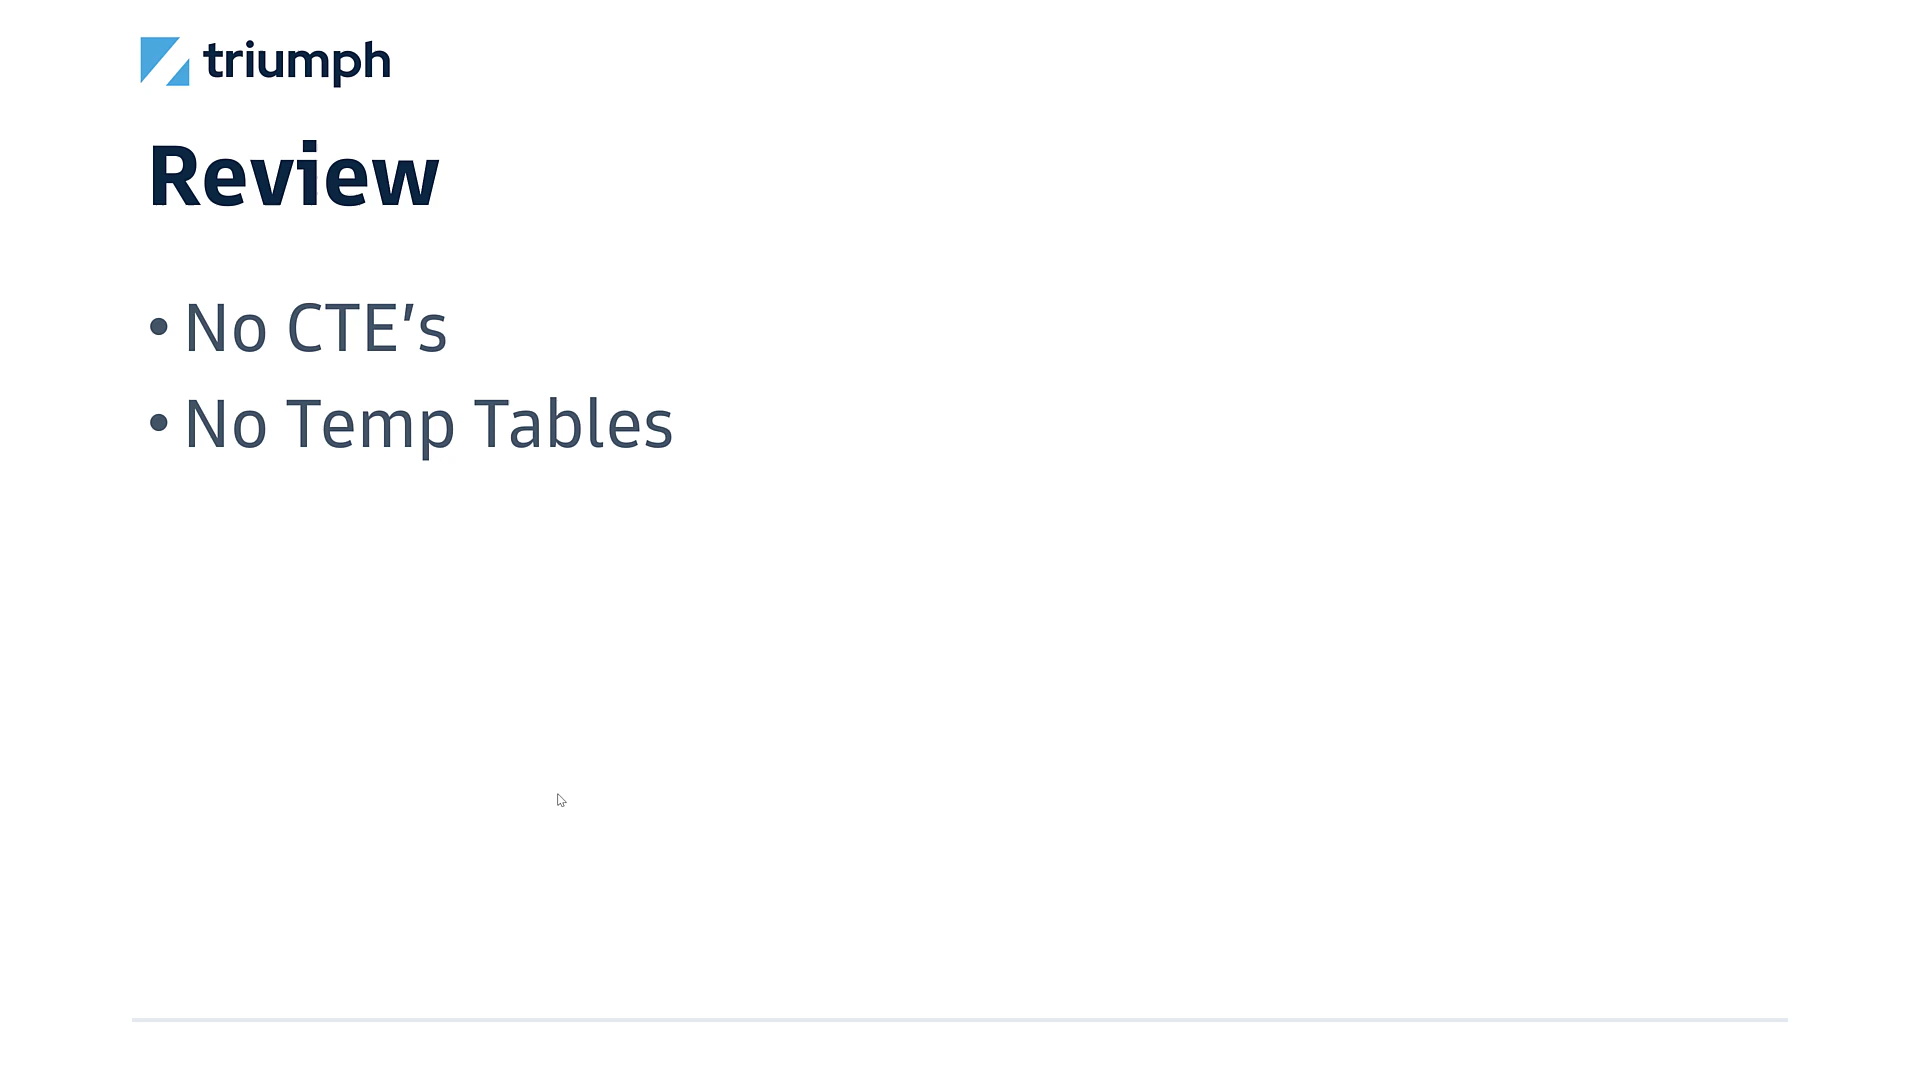 triumph
Review
• No CTE’s
• No Temp Tables